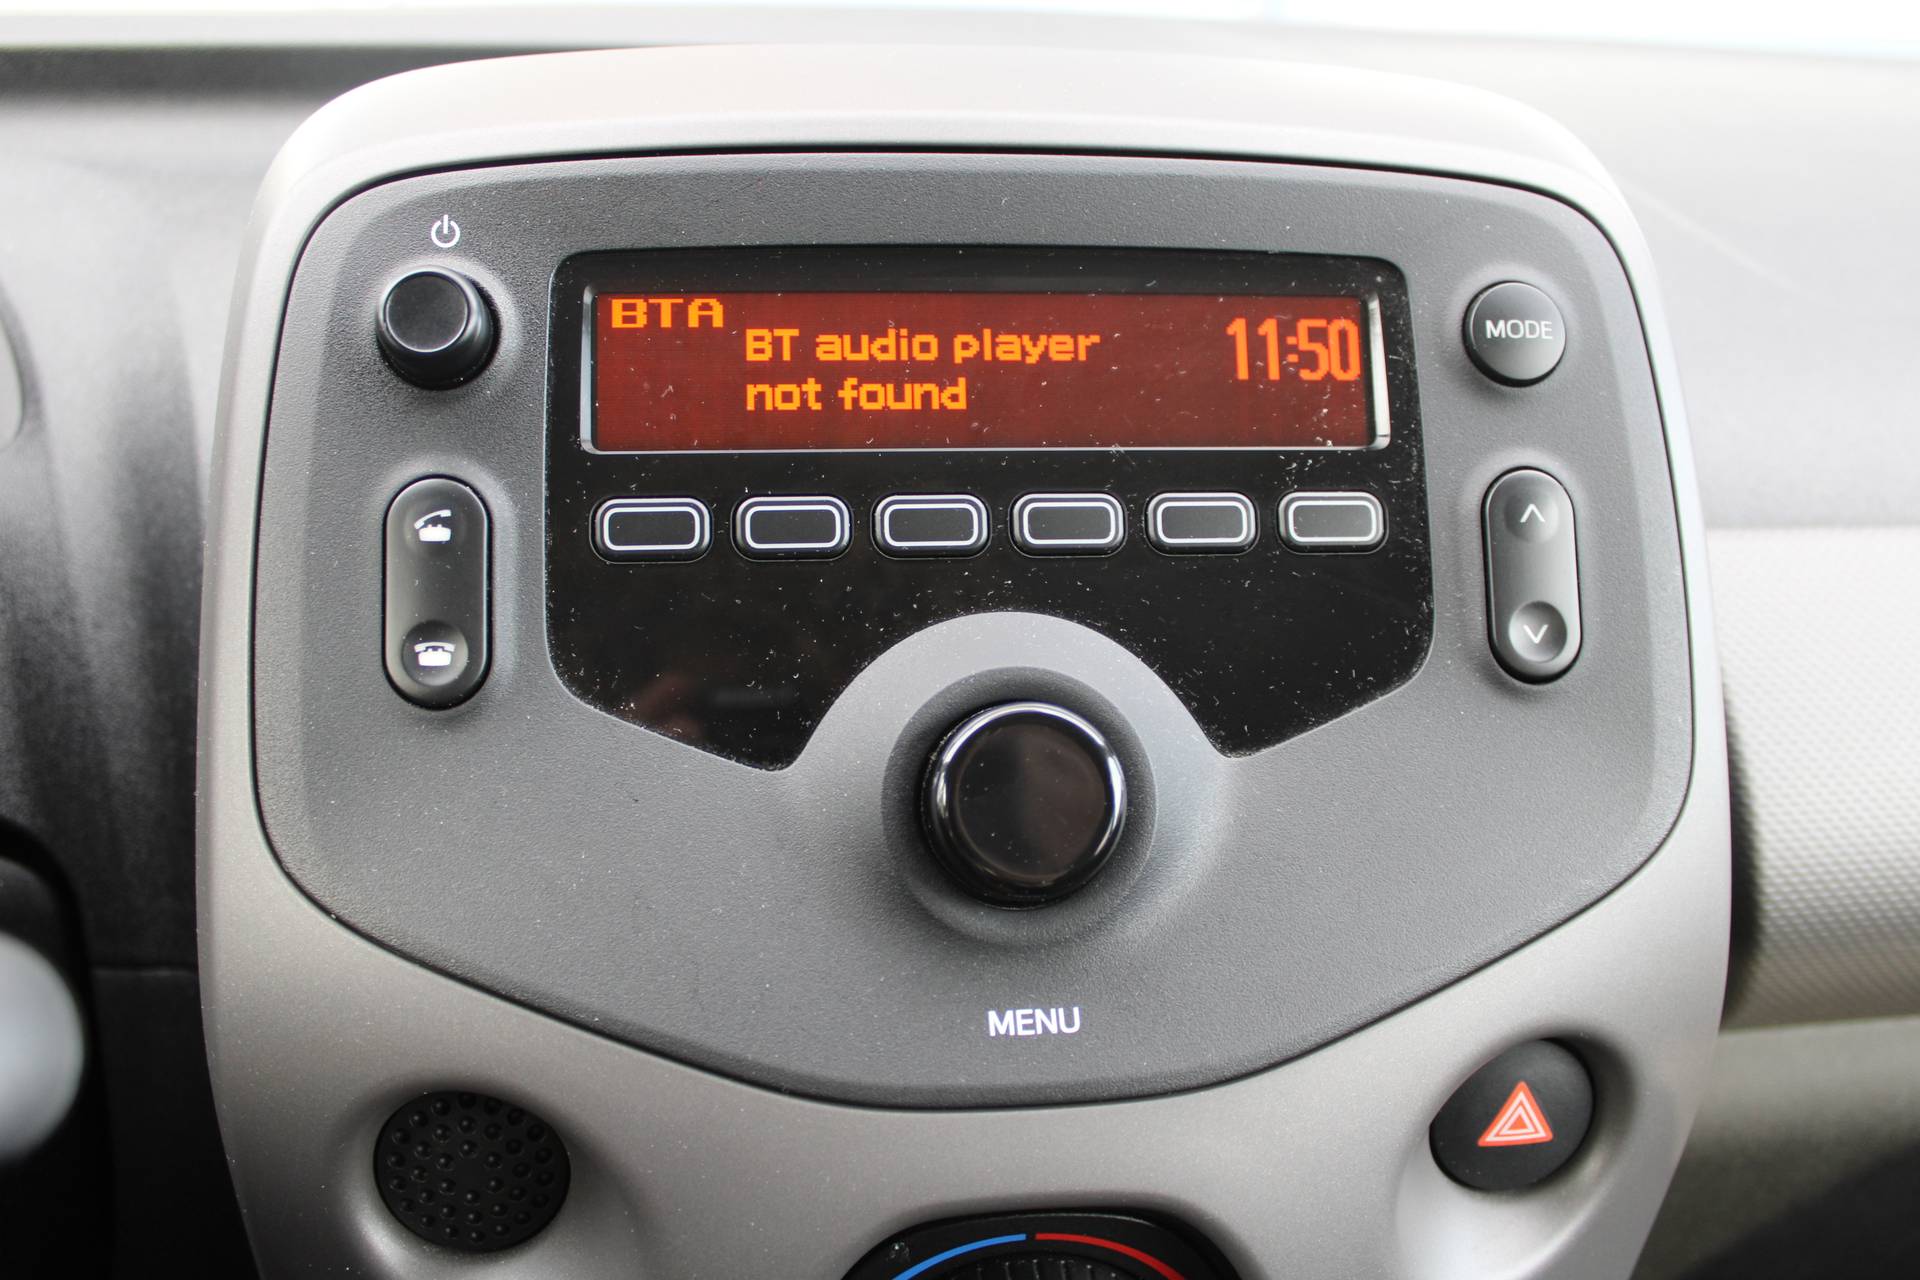 BTA
BT audio player
not found
11:50
MODE
MENU